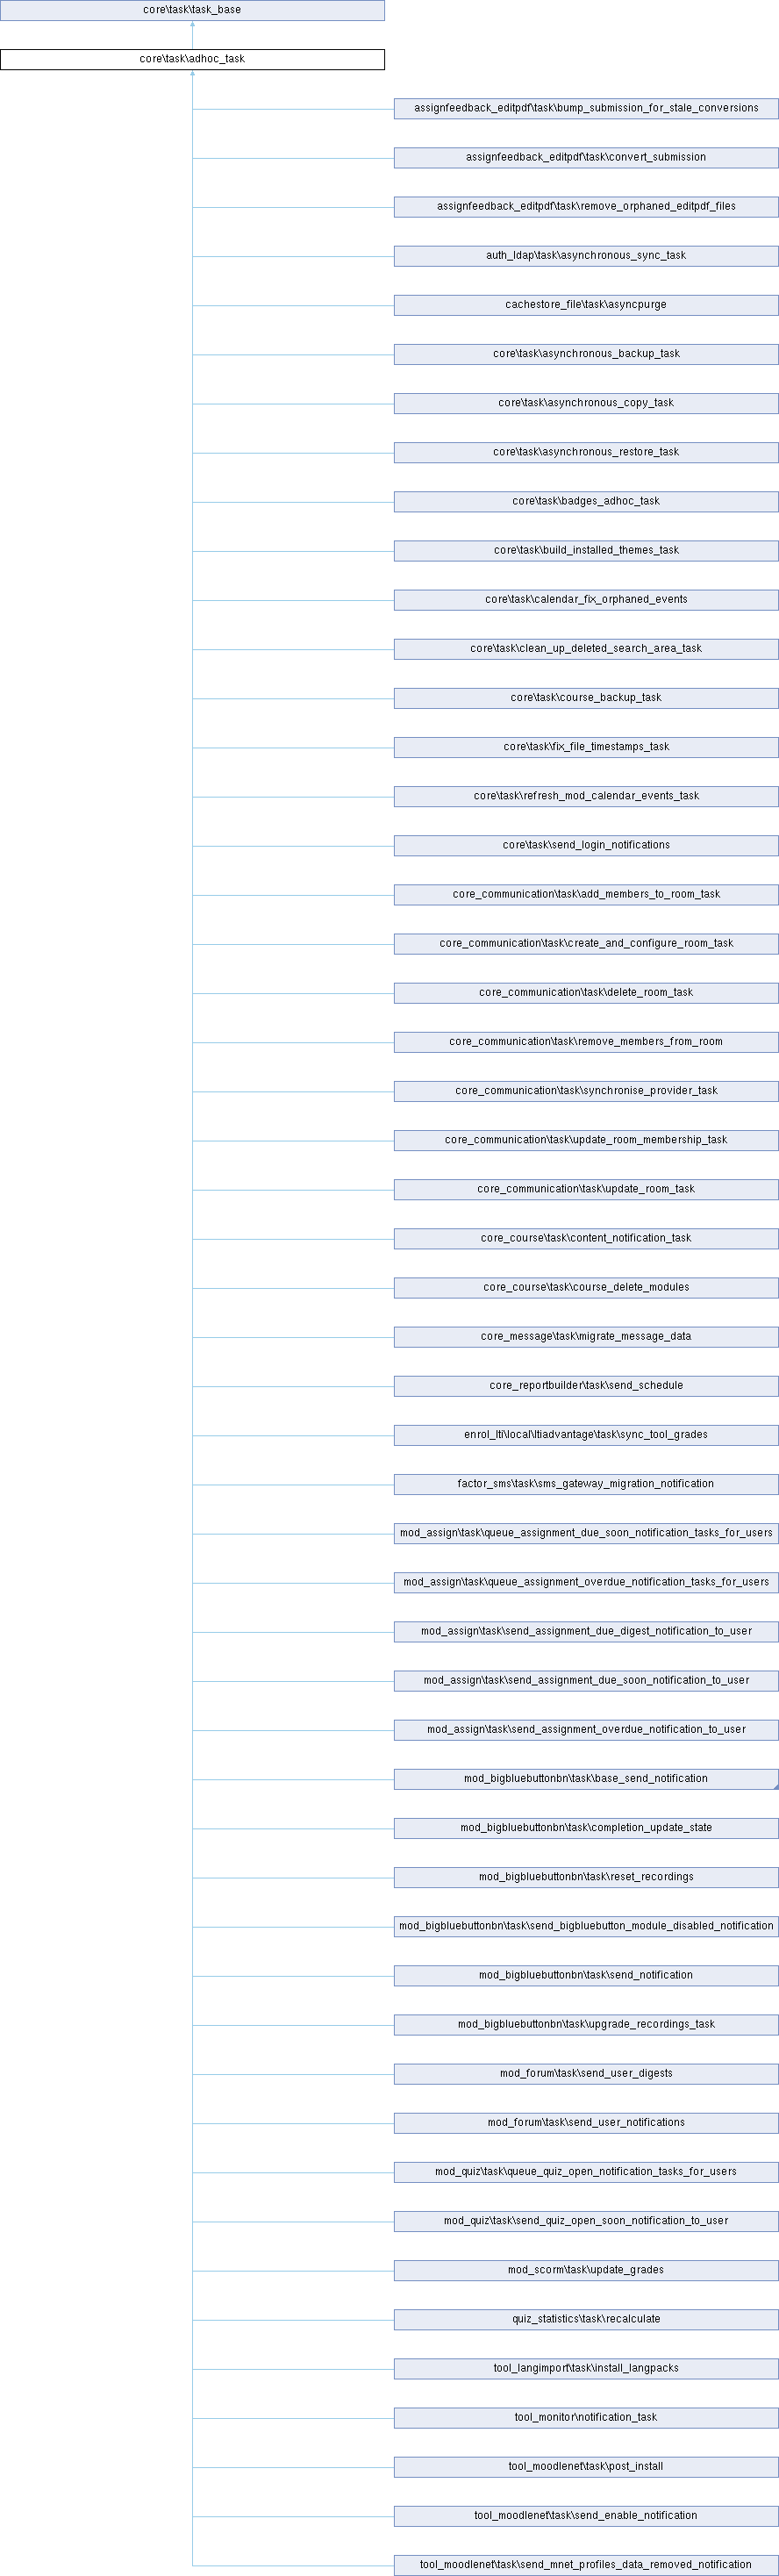 core\task\task_base
core\task\adhoc_task
assignfeedback_editpdf\task\bump_submission_for_stale_conversions
assignfeedback_editpdf\task\convert_submission
assignfeedback_editpdf\task\remove_orphaned_editpdf_files
auth_ldap\task\asynchronous_sync_task
cachestore_file\task\asyncpurge
core\task\asynchronous_backup_task
core\task\asynchronous_copy_task
core\task\asynchronous_restore_task
core\task\badges_adhoc_task
core\task\build_installed_themes_task
core\task\calendar_fix_orphaned_events
core\task\clean_up_deleted_search_area_task
core\task\course_backup_task
core\task\fix_file_timestamps_task
core\task\refresh_mod_calendar_events_task
core\task\send_login_notifications
core_communication\task\add_members_to_room_task
core_communication\task\create_and_configure_room_task
core_communication\task\delete_room_task
core_communication\task\remove_members_from_room
core_communication\task\synchronise_provider_task
core_communication\task\update_room_membership_task
core_communication\task\update_room_task
core_course\task\content_notification_task
core_course\task\course_delete_modules
core_message\task\migrate_message_data
core_reportbuilder\task\send_schedule
enrol_lti\local\ltiadvantage\task\sync_tool_grades
factor_sms\task\sms_gateway_migration_notification
mod_assign\task\queue_assignment_due_soon_notification_tasks_for_users
mod_assign\task\queue_assignment_overdue_notification_tasks_for_users
mod_assign\task\send_assignment_due_digest_notification_to_user
mod_assign\task\send_assignment_due_soon_notification_to_user
mod_assign\task\send_assignment_overdue_notification_to_user
mod_bigbluebuttonbn\task\base_send_notification
mod_bigbluebuttonbn\task\completion_update_state
mod_bigbluebuttonbn\task\reset_recordings
mod_bigbluebuttonbn\task\send_bigbluebutton_module_disabled_notification
mod_bigbluebuttonbn\task\send_notification
mod_bigbluebuttonbn\task\upgrade_recordings_task
mod_forum\task\send_user_digests
mod_forum\task\send_user_notifications
mod_quiz\task\queue_quiz_open_notification_tasks_for_users
mod_quiz\task\send_quiz_open_soon_notification_to_user
mod_scorm\task\update_grades
quiz_statistics\task\recalculate
tool_langimport\task\install_langpacks
tool_monitor\notification_task
tool_moodlenet\task\post_install
tool_moodlenet\task\send_enable_notification
tool_moodlenet\task\send_mnet_profiles_data_removed_notification